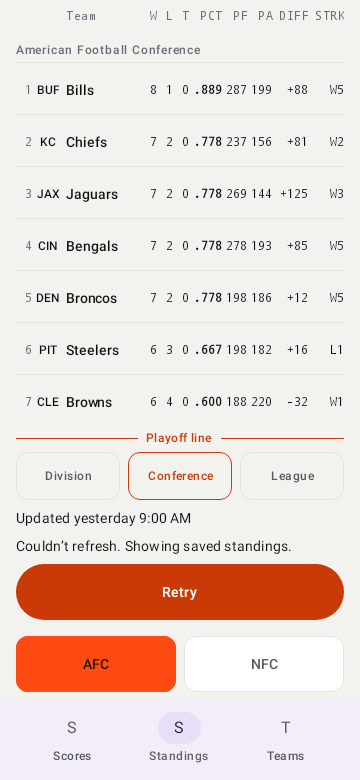 Team W L T PCT PF PA DIFF STRK
American Football Conference
1 BUF Bills 8 1 0 .889 287 199 +88 W5
2 KC Chiefs 7 2 0 .778 237 156 +81 W2
3 JAX Jaguars 7 2 0 .778 269 144 +125 W3
4 CIN Bengals 7 2 0 .778 278 193 +85 W5
5 DEN Broncos 7 2 0 .778 198 186 +12 W5
6 PIT Steelers 6 3 0 .667 198 182 +16 L1
7 CLE Browns 6 4 0 .600 188 220 -32 W1
Playoff line
Division Conference League
Updated yesterday 9:00 AM
Couldn’t refresh. Showing saved standings.
Retry
AFC NFC
S S T
Scores Standings Teams